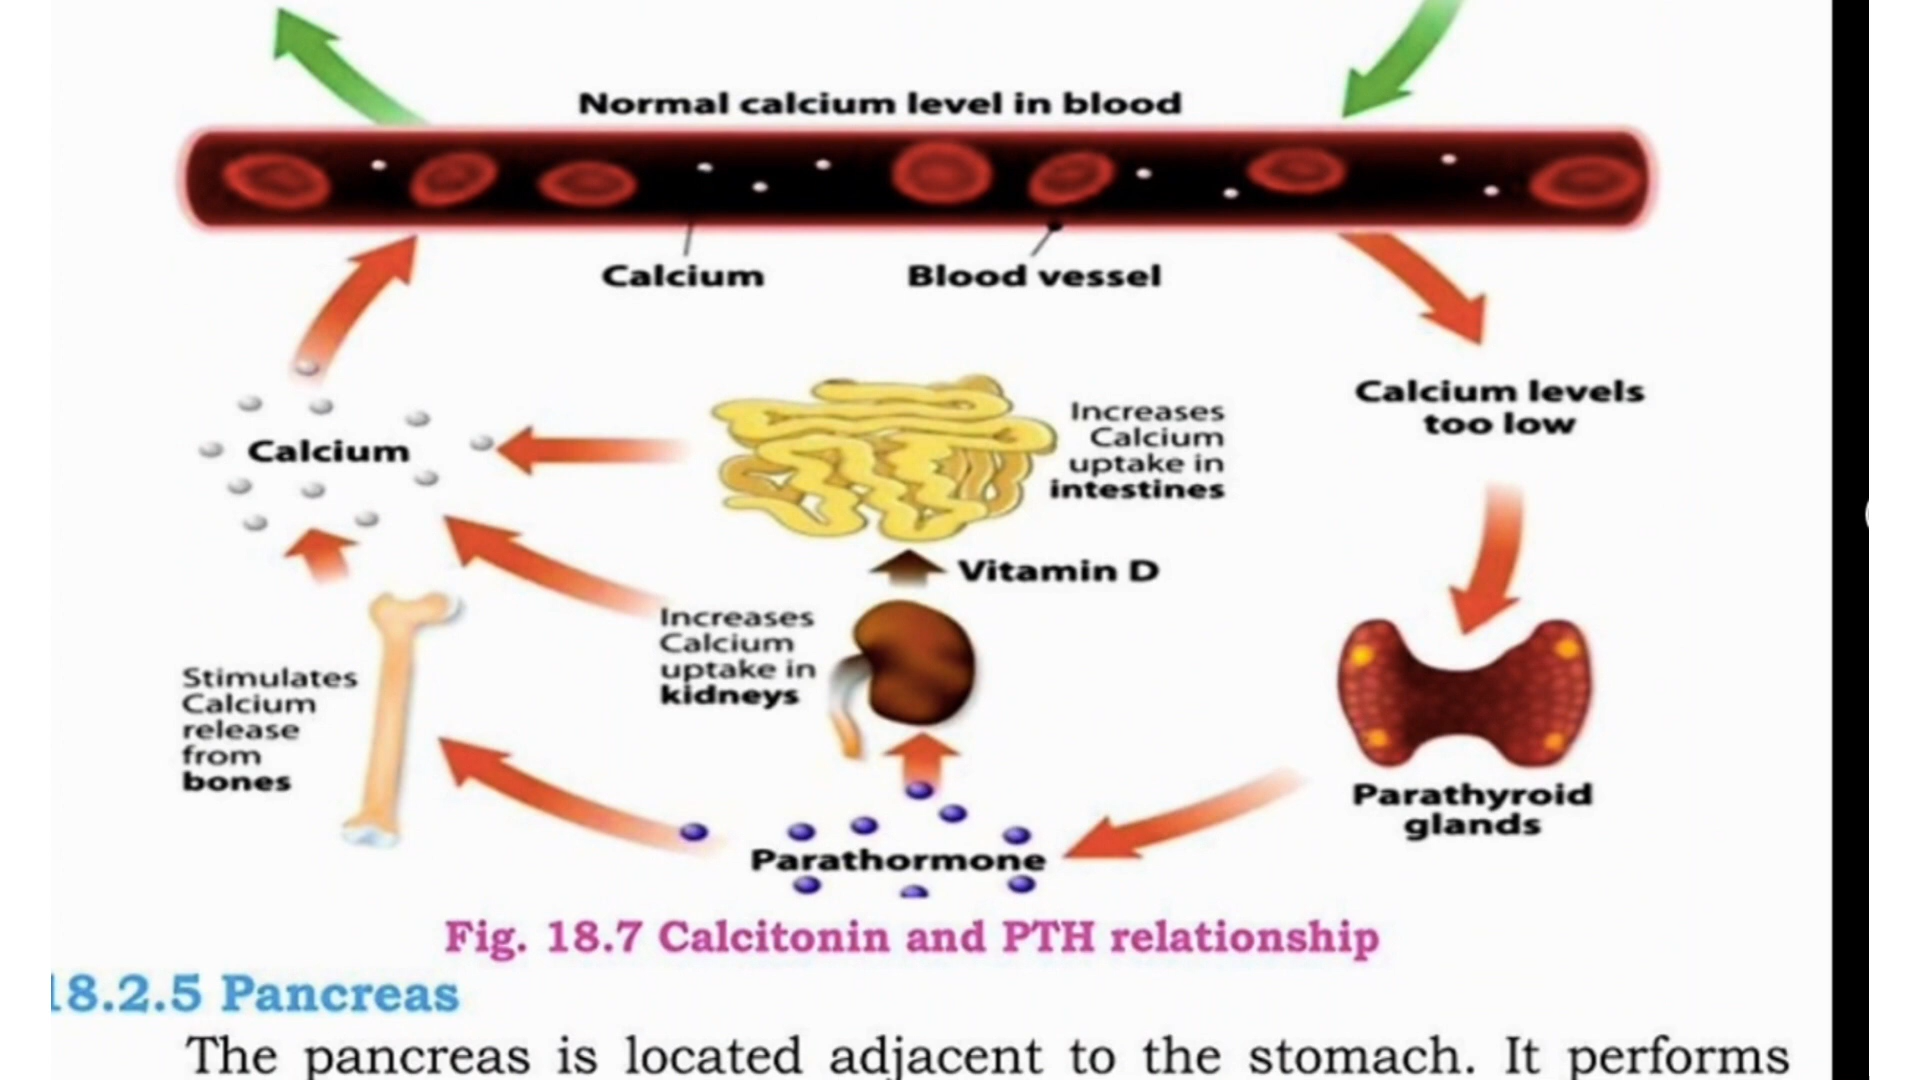 Normal calcium level in blood
Calcium
Blood vessel
Calcium levels
too low
Increases
Calcium
uptake in
intestines
Calcium
Vitamin D
Increases
Calcium
uptake in
kidneys
Stimulates
Calcium
release
from
bones
Parathyroid
glands
Parathormone
Fig. 18.7 Calcitonin and PTH relationship
18.2.5 Pancreas
The pancreas is located adjacent to the stomach. It performs